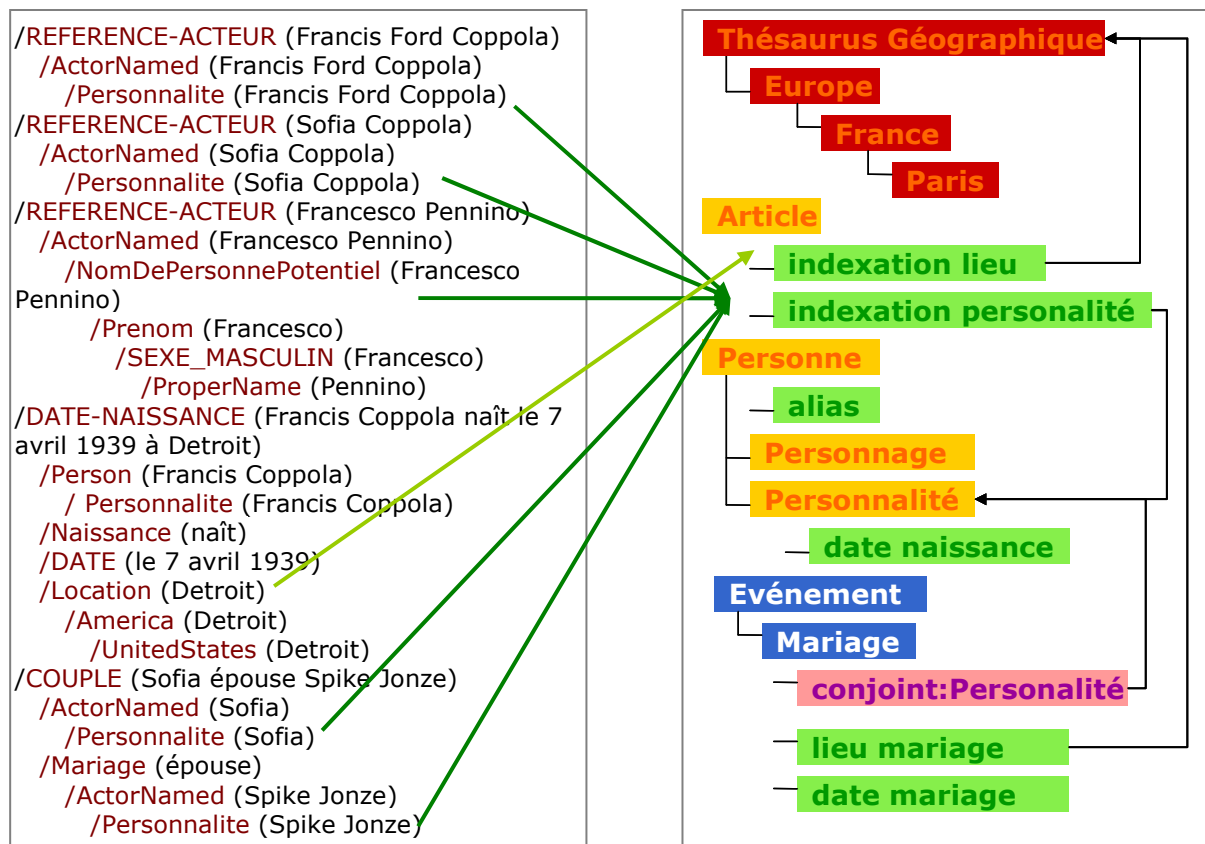 /REFERENCE-ACTEUR (Francis Ford Coppola)
/ActorNamed (Francis Ford Coppola)
/Personnalite (Francis Ford Coppola)
/REFERENCE-ACTEUR (Sofia Coppola)
/ActorNamed (Sofia Coppola)
/Personnalite (Sofia Coppola)
/REFERENCE-ACTEUR (Francesco Pennino)
/ActorNamed (Francesco Pennino)
/NomDePersonnePotentiel (Francesco
Pennino)
/Prenom (Francesco)
/SEXE_MASCULIN (Francesco)
/ProperName (Pennino)
/DATE-NAISSANCE (Francis Coppola naît le 7
avril 1939 à Detroit)
/Person (Francis Coppola)
/ Personnalite (Francis Coppola)
/Naissance (naît)
/DATE (le 7 avril 1939)
/Location (Detroit)
/America (Detroit)
/UnitedStates (Detroit)
/COUPLE (Sofia épouse Spike Jonze)
/ActorNamed (Sofia)
/Personnalite (Sofia)
/Mariage (épouse)
/ActorNamed (Spike Jonze)
/Personnalite (Spike Jonze)
Thésaurus Géographique
Europe
France
Paris
Article
indexation lieu
indexation personalité
Personne
alias
Personnage
Personnalité
date naissance
Evénement
Mariage
conjoint:Personalité
lieu mariage
date mariage